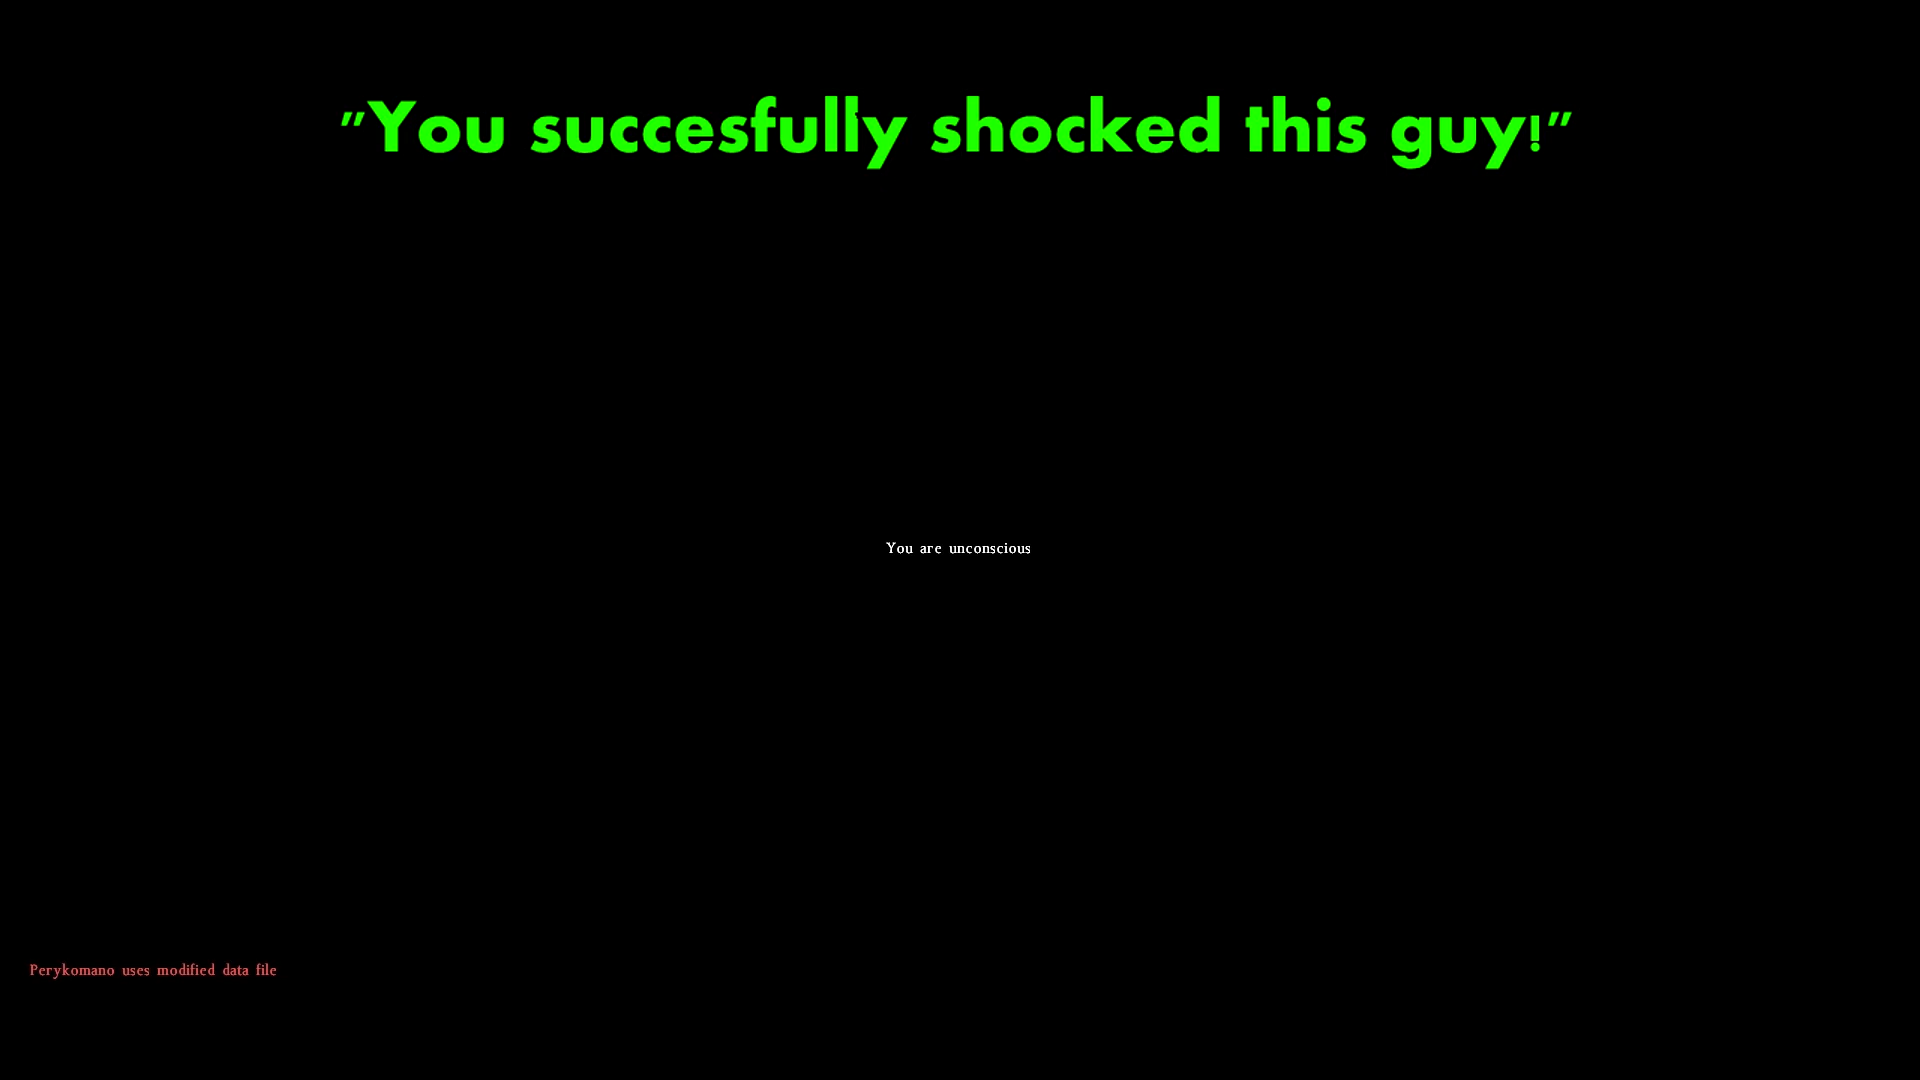 "You succesfully shocked this guy!"
You are unconscious
Perykomano uses modified data file